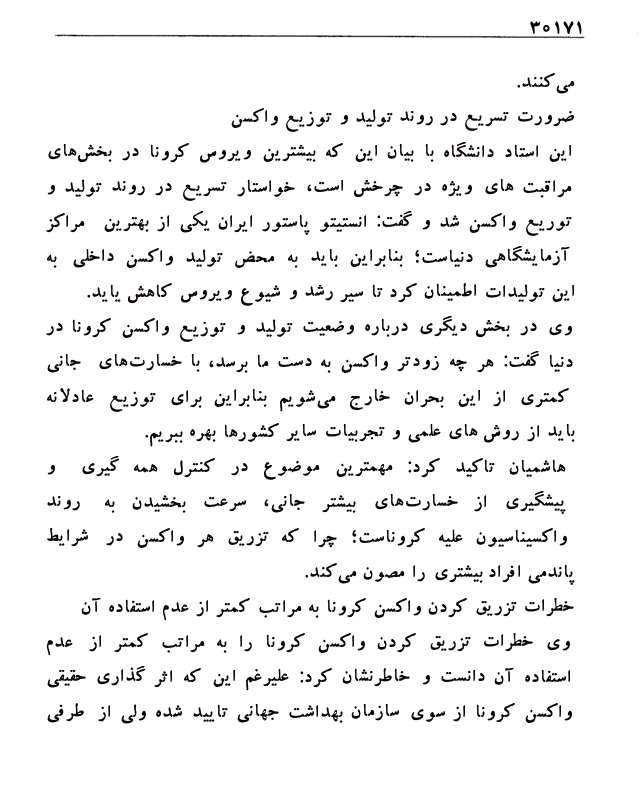 ۳۰۱۷۱
می‌کنند.
ضرورت تسریع در روند تولید و توزیع واکسن
این استاد دانشگاه با بیان این که بیشترین ویروس کرونا در بخش‌های
مراقبت های ویژه در چرخش است، خواستار تسریع در روند تولید و
توریع واکسن شد و گفت: انستیتو پاستور ایران یکی از بهترین مراکز
آزمایشگاهی دنیاست؛ بنابراین باید به محض تولید واکسن داخلی به
این تولیدات اطمینان کرد تا سیر رشد و شیوع ویروس کاهش یابد.
وی در بخش دیگری درباره وضعیت تولید و توزیع واکسن کرونا در
دنیا گفت: هر چه زودتر واکسن به دست ما برسد، با خسارت‌های جانی
کمتری از این بحران خارج می‌شویم بنابراین برای توزیع عادلانه
باید از روش های علمی و تجربیات سایر کشورها بهره ببریم.
هاشمیان تاکید کرد: مهمترین موضوع در کنترل همه گیری و
پیشگیری از خسارت‌های بیشتر جانی، سرعت بخشیدن به روند
واکسیناسیون علیه کروناست؛ چرا که تزریق هر واکسن در شرایط
پاندمی افراد بیشتری را مصون می‌کند.
خطرات تزریق کردن واکسن کرونا به مراتب کمتر از عدم استفاده آن
وی خطرات تزریق کردن واکسن کرونا را به مراتب کمتر از عدم
استفاده آن دانست و خاطرنشان کرد: علیرغم این که اثر گذاری حقیقی
واکسن کرونا از سوی سازمان بهداشت جهانی تایید شده ولی از طرفی